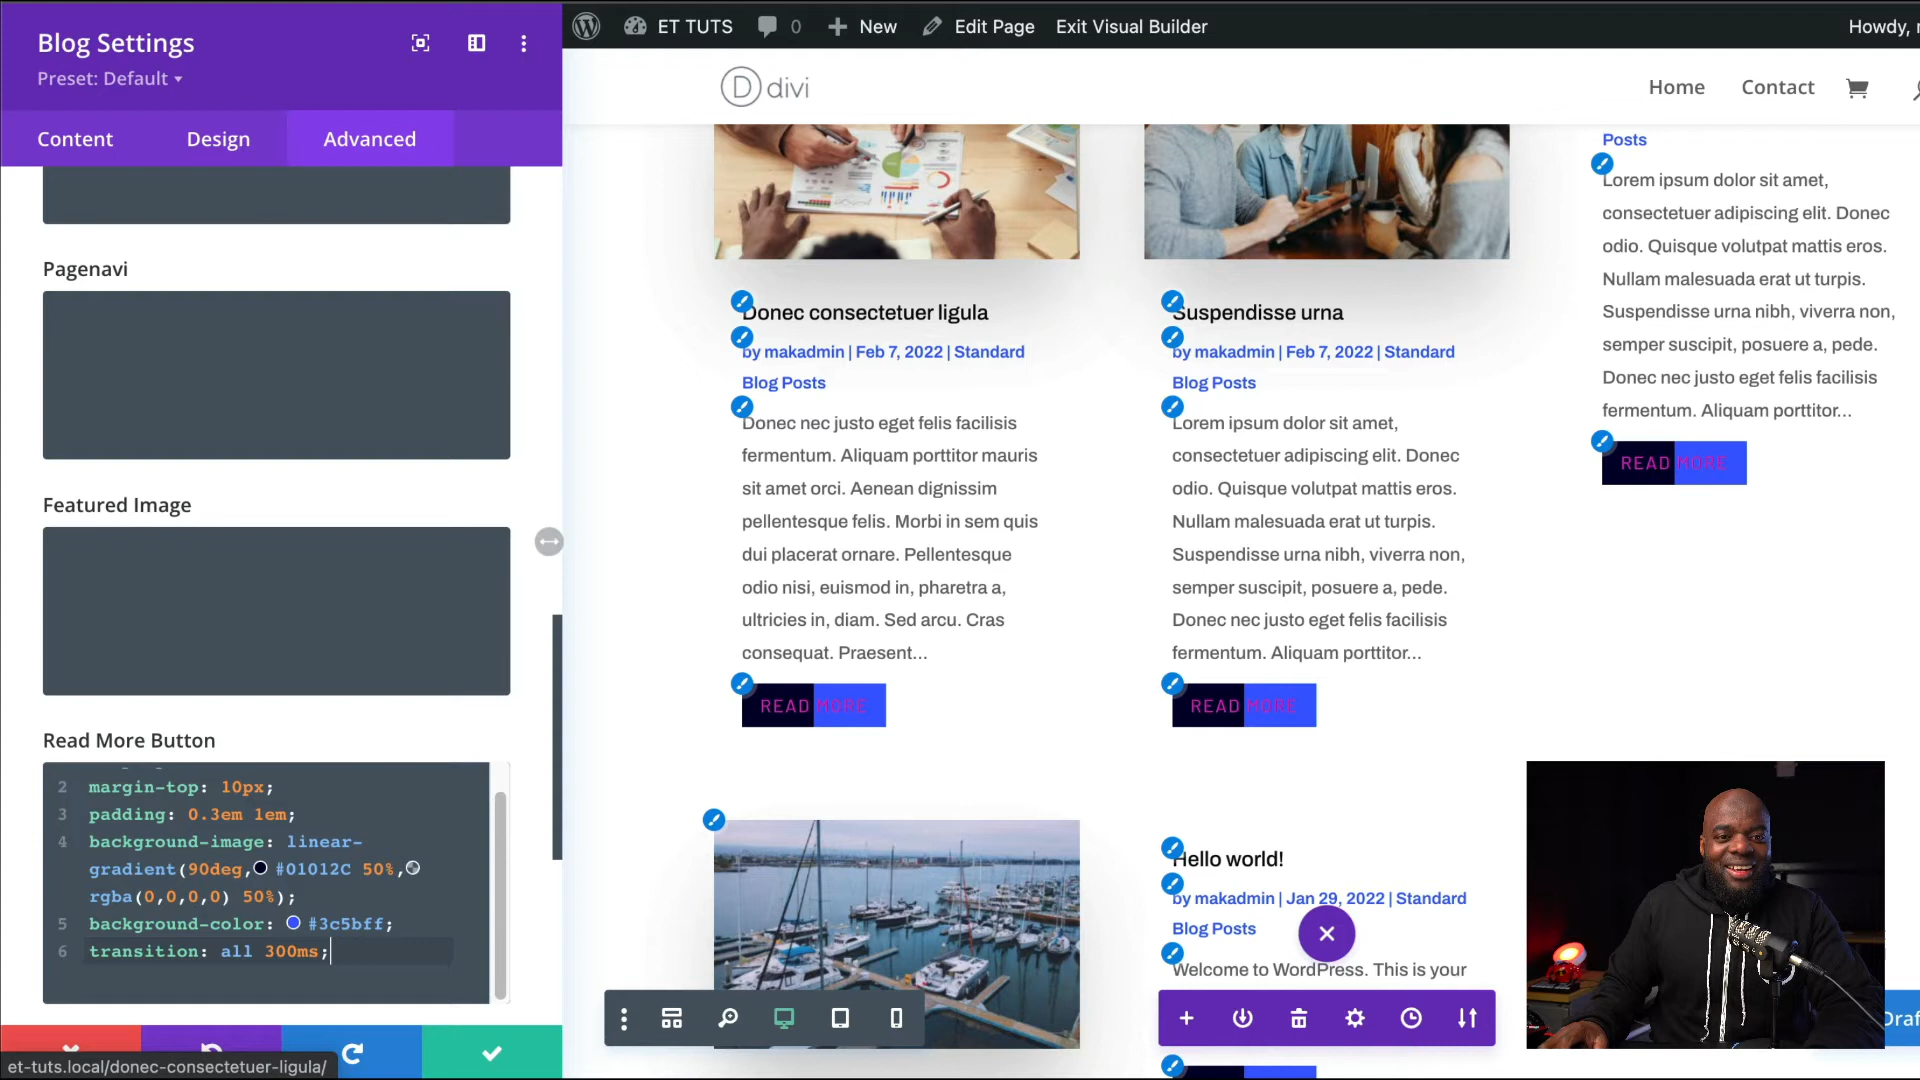 Blog Settings
Preset: Default
Content
Design
Advanced
Pagenavi
Featured Image
Read More Button
2 margin-top: 10px;
3 padding: 0.3em 1em;
4 background-image: linear-
gradient(90deg, #01012C 50%,
rgba(0,0,0,0) 50%);
5 background-color: #3c5bff;
6 transition: all 300ms;
et-tuts.local/donec-consectetuer-ligula/
ET TUTS
0
New
Edit Page
Exit Visual Builder
Howdy,
D divi
Home
Contact
Donec consectetuer ligula
by makadmin | Feb 7, 2022 | Standard
Blog Posts
Donec nec justo eget felis facilisis
fermentum. Aliquam porttitor mauris
sit amet orci. Aenean dignissim
pellentesque felis. Morbi in sem quis
dui placerat ornare. Pellentesque
odio nisi, euismod in, pharetra a,
ultricies in, diam. Sed arcu. Cras
consequat. Praesent...
READ MORE
Suspendisse urna
by makadmin | Feb 7, 2022 | Standard
Blog Posts
Lorem ipsum dolor sit amet,
consectetuer adipiscing elit. Donec
odio. Quisque volutpat mattis eros.
Nullam malesuada erat ut turpis.
Suspendisse urna nibh, viverra non,
semper suscipit, posuere a, pede.
Donec nec justo eget felis facilisis
fermentum. Aliquam porttitor...
READ MORE
Posts
Lorem ipsum dolor sit amet,
consectetuer adipiscing elit. Donec
odio. Quisque volutpat mattis eros.
Nullam malesuada erat ut turpis.
Suspendisse urna nibh, viverra non,
semper suscipit, posuere a, pede.
Donec nec justo eget felis facilisis
fermentum. Aliquam porttitor...
READ MORE
Hello world!
by makadmin | Jan 29, 2022 | Standard
Blog Posts
Welcome to WordPress. This is your
Draf